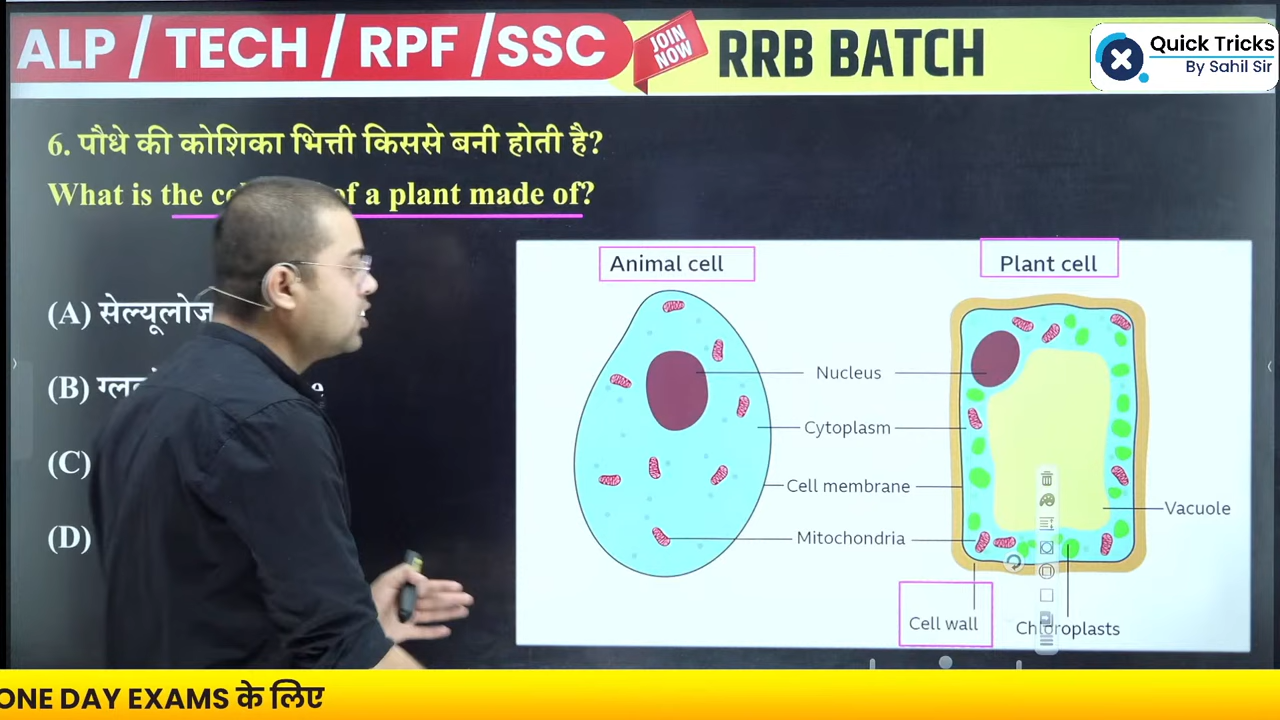 ALP / TECH / RPF / SSC
JOIN NOW
RRB BATCH
Quick Tricks
By Sahil Sir
6. पौधे की कोशिका भित्ती किससे बनी होती है?
What is the of a plant made of?
(A) सेल्यूलोज
(B)
(C)
(D)
Animal cell
Plant cell
Nucleus
Cytoplasm
Cell membrane
Mitochondria
Vacuole
Cell wall
Chloroplasts
ONE DAY EXAMS के लिए